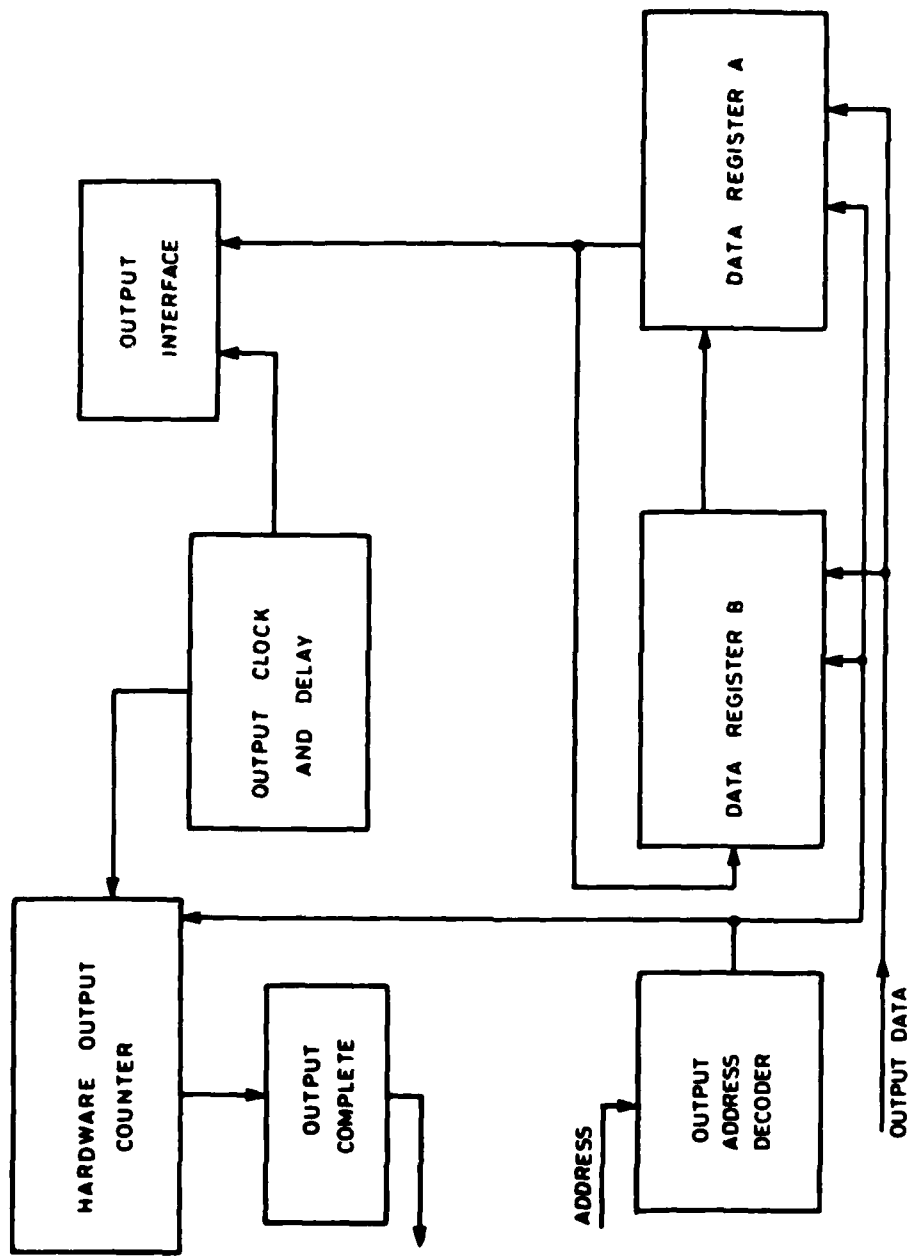 HARDWARE OUTPUT
COUNTER
OUTPUT
COMPLETE
OUTPUT CLOCK
AND DELAY
OUTPUT
INTERFACE
ADDRESS
OUTPUT
ADDRESS
DECODER
DATA REGISTER B
DATA REGISTER A
OUTPUT DATA